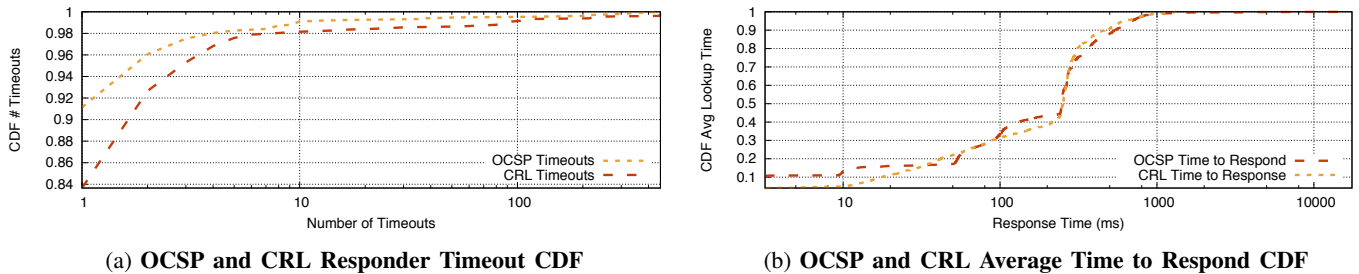 1
0.98
0.96
0.94
0.92
0.9
0.88
0.86
0.84
CDF # Timeouts
OCSP Timeouts
CRL Timeouts
1 10 100
Number of Timeouts
(a) OCSP and CRL Responder Timeout CDF
1
0.9
0.8
0.7
0.6
0.5
0.4
0.3
0.2
0.1
CDF Avg Lookup Time
OCSP Time to Respond
CRL Time to Response
10 100 1000 10000
Response Time (ms)
(b) OCSP and CRL Average Time to Respond CDF